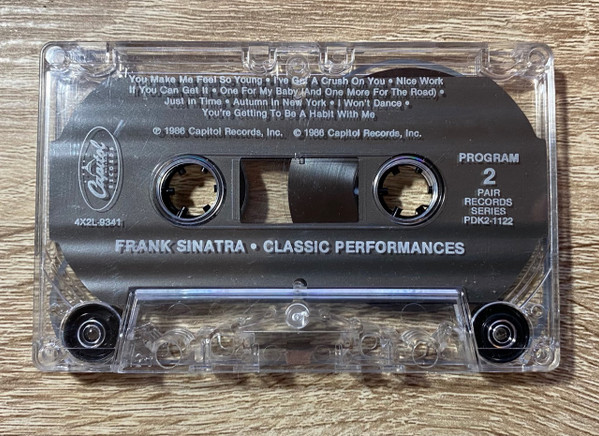 You Make Me Feel So Young • I've Got A Crush On You • Nice Work
If You Can Get It • One For My Baby (And One More For The Road) •
Just in Time • Autumn in New York • I Won't Dance •
You're Getting To Be A Habit With Me
℗ 1986 Capitol Records, Inc. © 1986 Capitol Records, Inc.
Capitol
RECORDS
4X2L-9341
PROGRAM
2
PAIR
RECORDS
SERIES
PDK2-1122
FRANK SINATRA • CLASSIC PERFORMANCES